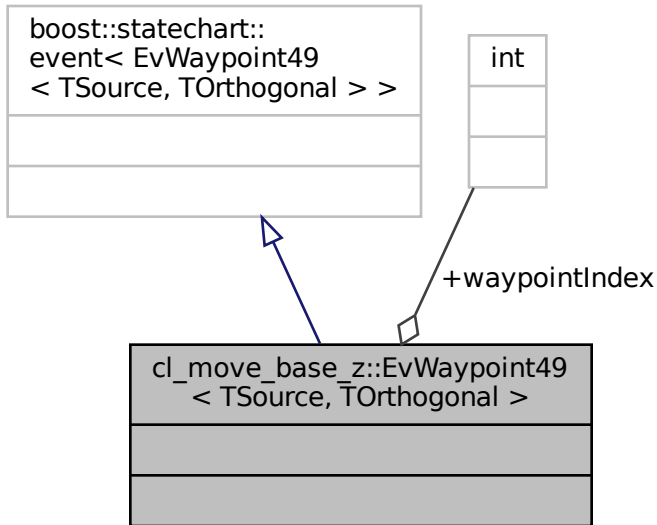 boost::statechart::
event< EvWaypoint49
< TSource, TOrthogonal > >
int
+waypointIndex
cl_move_base_z::EvWaypoint49
< TSource, TOrthogonal >